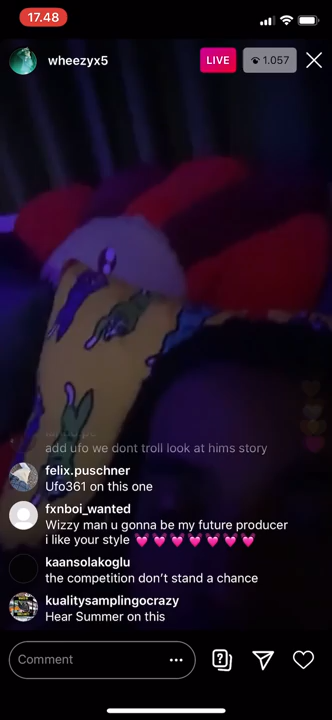 17.48
wheezyx5
LIVE
1.057
add ufo we dont troll look at hims story
felix.puschner
Ufo361 on this one
fxnboi_wanted
Wizzy man u gonna be my future producer
i like your style 💓💓💓💓💓💓💓
kaansolakoglu
the competition don't stand a chance
kualitysamplingocrazy
Hear Summer on this
Comment